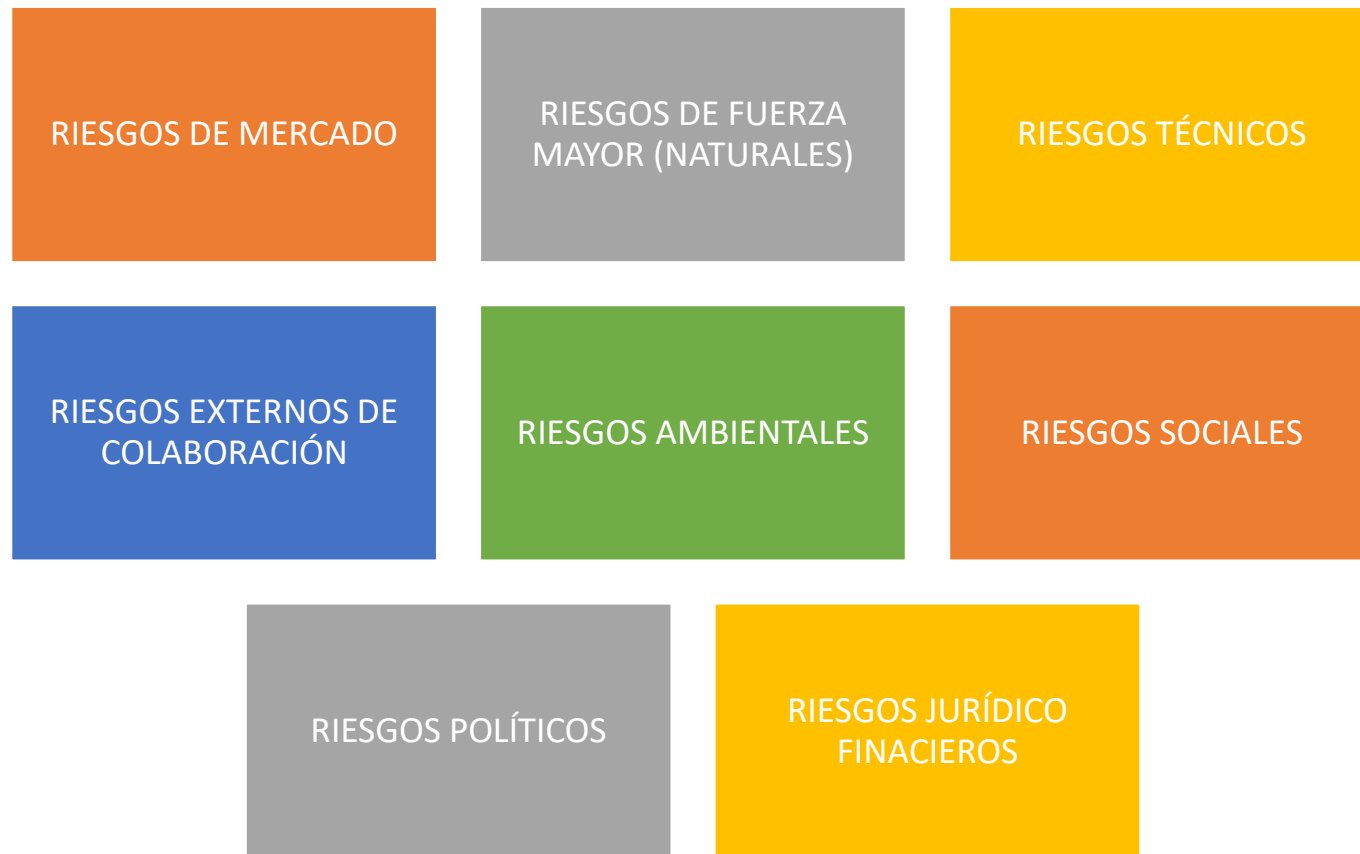 RIESGOS DE MERCADO
RIESGOS DE FUERZA
MAYOR (NATURALES)
RIESGOS TÉCNICOS
RIESGOS EXTERNOS DE
COLABORACIÓN
RIESGOS AMBIENTALES
RIESGOS SOCIALES
RIESGOS POLÍTICOS
RIESGOS JURÍDICO
FINACIEROS